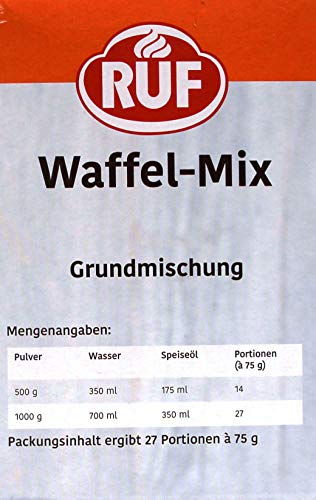 RUF
Waffel-Mix
Grundmischung
Mengenangaben:
Pulver Wasser Speiseöl Portionen
(à 75 g)
500 g 350 ml 175 ml 14
1000 g 700 ml 350 ml 27
Packungsinhalt ergibt 27 Portionen à 75 g